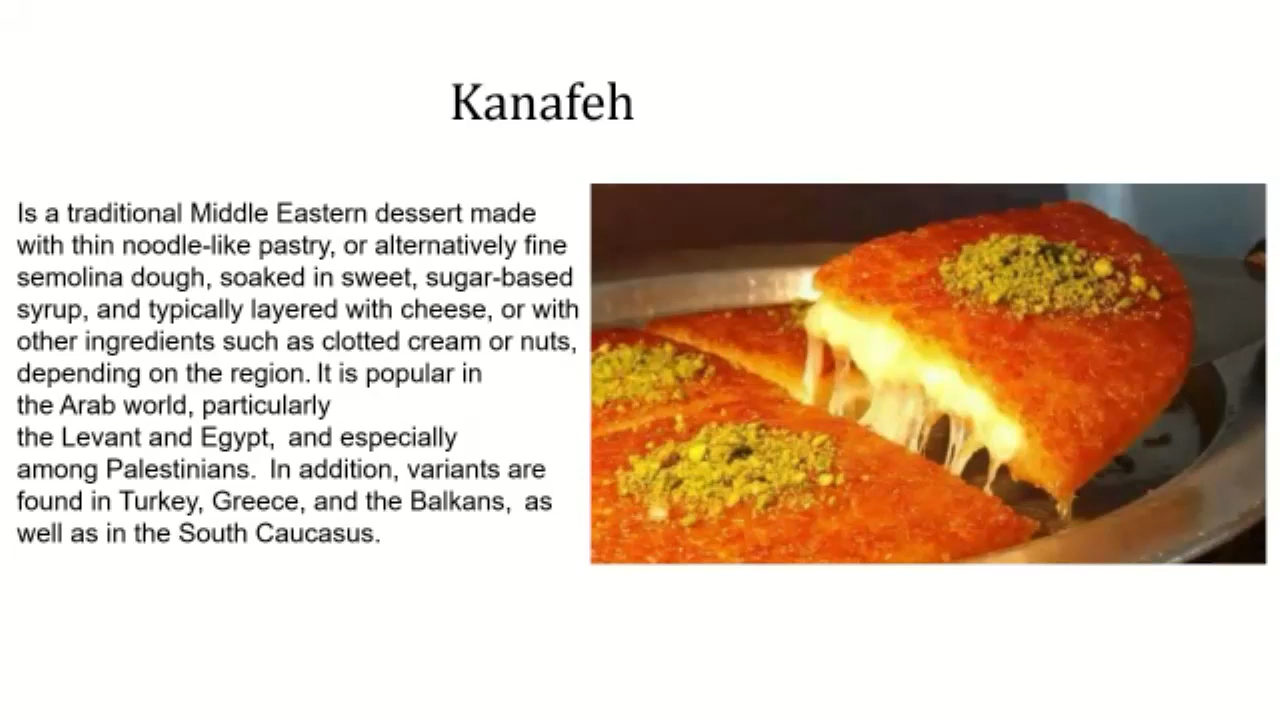 Kanafeh
Is a traditional Middle Eastern dessert made
with thin noodle-like pastry, or alternatively fine
semolina dough, soaked in sweet, sugar-based
syrup, and typically layered with cheese, or with
other ingredients such as clotted cream or nuts,
depending on the region. It is popular in
the Arab world, particularly
the Levant and Egypt,  and especially
among Palestinians.  In addition, variants are
found in Turkey, Greece, and the Balkans,  as
well as in the South Caucasus.